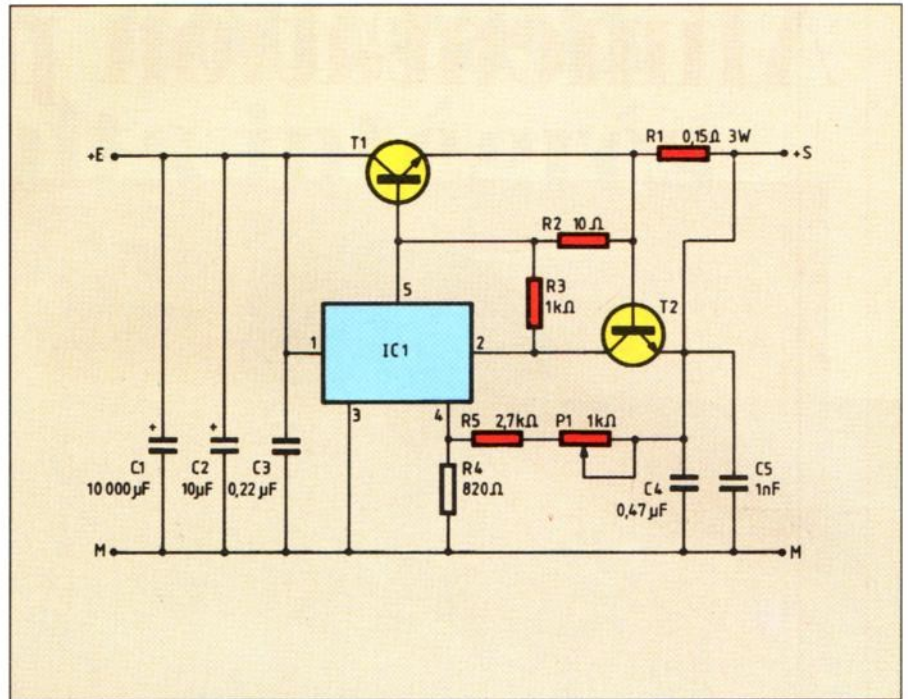 T1
R1 0,15Ω 3W
+E
+S
R2 10Ω
R3
1kΩ
5
T2
1
IC1
2
3
4
R5 2,7kΩ
P1 1kΩ
R4
820Ω
+
C1
10 000µF
+
C2
10µF
C3
0,22µF
C4
0,47µF
C5
1nF
M
M